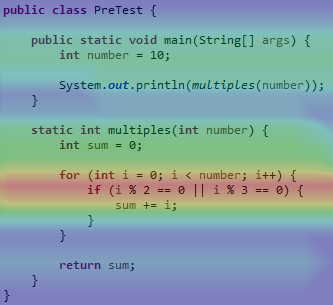 public class PreTest {
public static void main(String[] args) {
int number = 10;
System.out.println(multiples(number));
}
static int multiples(int number) {
int sum = 0;
for (int i = 0; i < number; i++) {
if (i % 2 == 0 || i % 3 == 0) {
sum += i;
}
}
return sum;
}
}